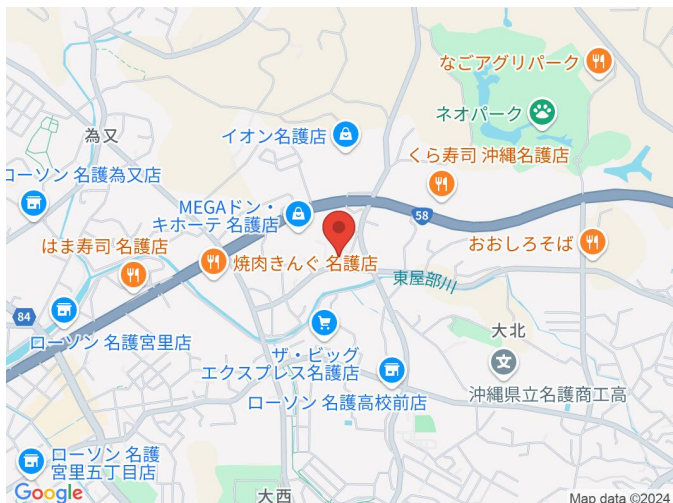 なごアグリパーク
ネオパーク
為又
イオン名護店
くら寿司 沖縄名護店
ローソン 名護為又店
MEGAドン・
キホーテ 名護店
58
はま寿司 名護店
焼肉きんぐ 名護店
おおしろそば
東屋部川
84
ローソン 名護宮里店
大北
ザ・ビッグ
エクスプレス名護店
沖縄県立名護商工高
ローソン 名護高校前店
ローソン 名護
宮里五丁目店
大西
Google
Map data ©2024